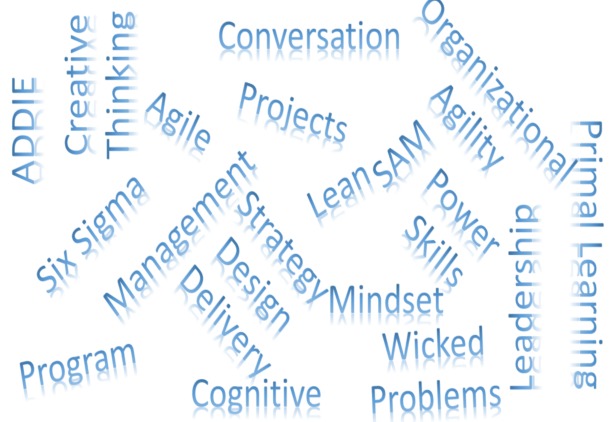 Conversation
Organizational
Agility
ADDIE
Creative
Thinking
Agile
Projects
Lean
SAM
Power
Skills
Primal Learning
Six Sigma
Management
Strategy
Design
Delivery
Mindset
Leadership
Wicked
Problems
Program
Cognitive